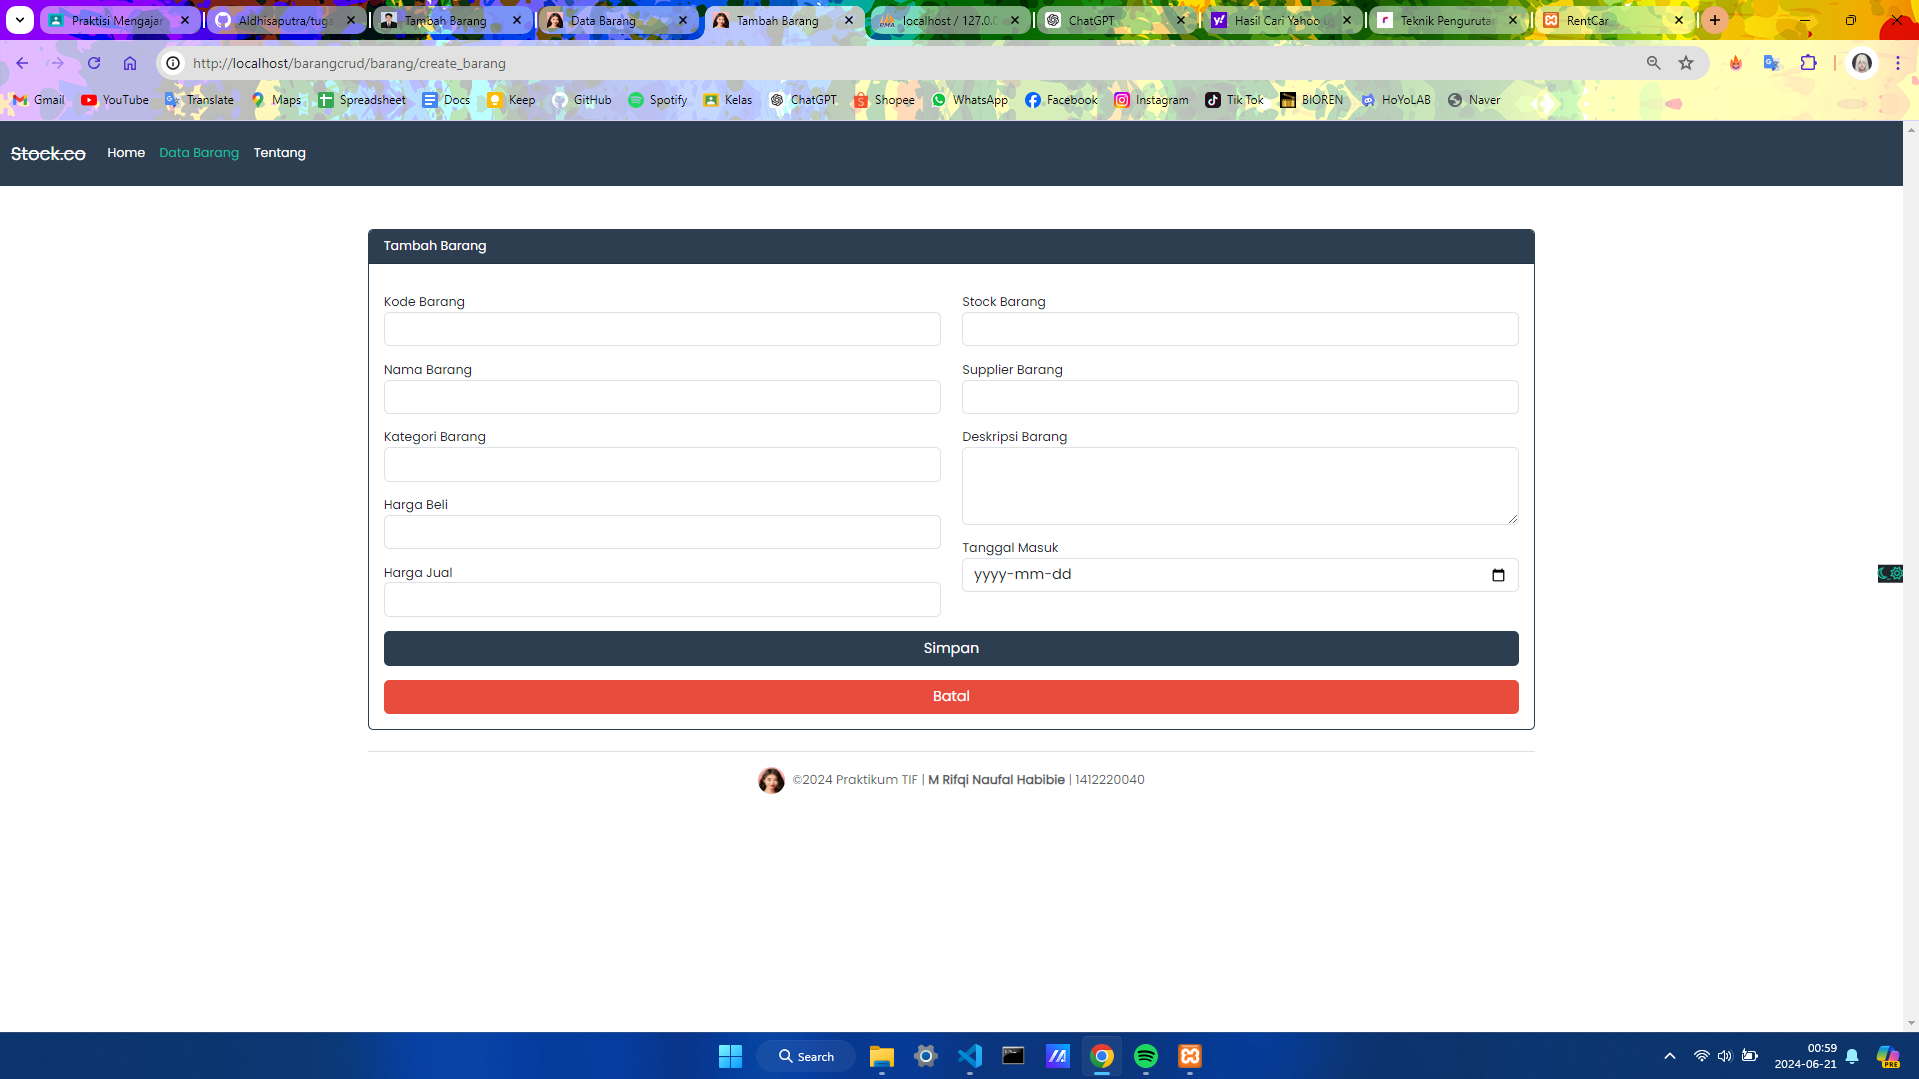 Praktisi Mengajar
Aldhisaputra/tuga
Tambah Barang
Data Barang
Tambah Barang
localhost / 127.0.0
ChatGPT
Hasil Cari Yahoo
Teknik Pengurutan
RentCar
http://localhost/barangcrud/barang/create_barang
Gmail
YouTube
Translate
Maps
Spreadsheet
Docs
Keep
GitHub
Spotify
Kelas
ChatGPT
Shopee
WhatsApp
Facebook
Instagram
Tik Tok
BIOREN
HoYoLAB
Naver
Stock.co
Home
Data Barang
Tentang
Tambah Barang
Kode Barang
Nama Barang
Kategori Barang
Harga Beli
Harga Jual
Stock Barang
Supplier Barang
Deskripsi Barang
Tanggal Masuk
yyyy-mm-dd
Simpan
Batal
©2024 Praktikum TIF | M Rifqi Naufal Habibie | 1412220040
Search
00:59
2024-06-21
PRE